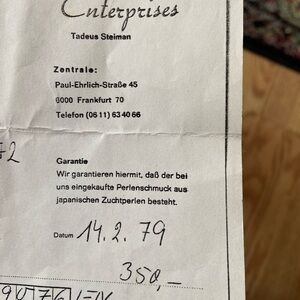 Enterprises
Tadeus Steiman
Zentrale:
Paul-Ehrlich-Straße 45
6000 Frankfurt 70
Telefon (06 11) 63 40 66
Garantie
Wir garantieren hiermit, daß der bei
uns eingekaufte Perlenschmuck aus
japanischen Zuchtperlen besteht.
Datum 14.2.79
350,-